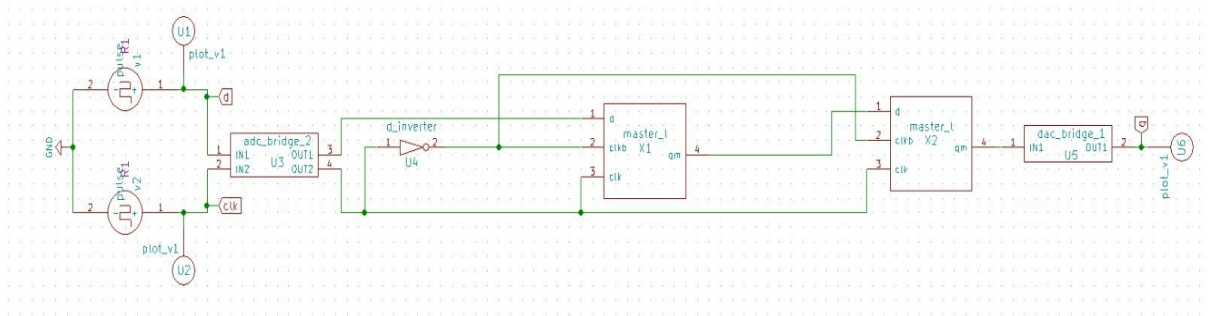 U1
plot_v1
R1
pulse
v1
2
-
+
1
d
GND
R1
pulse
v2
2
-
+
1
clk
plot_v1
U2
adc_bridge_2
1 IN1 OUT1 3
U3
2 IN2 OUT2 4
d_inverter
1 2
U4
1 d
master_l
2 clkb X1
qm 4
3 clk
1 d
master_l
2 clkb X2
qm 4
3 clk
dac_bridge_1
1 IN1 OUT1 2
U5
q
U6
plot_v1